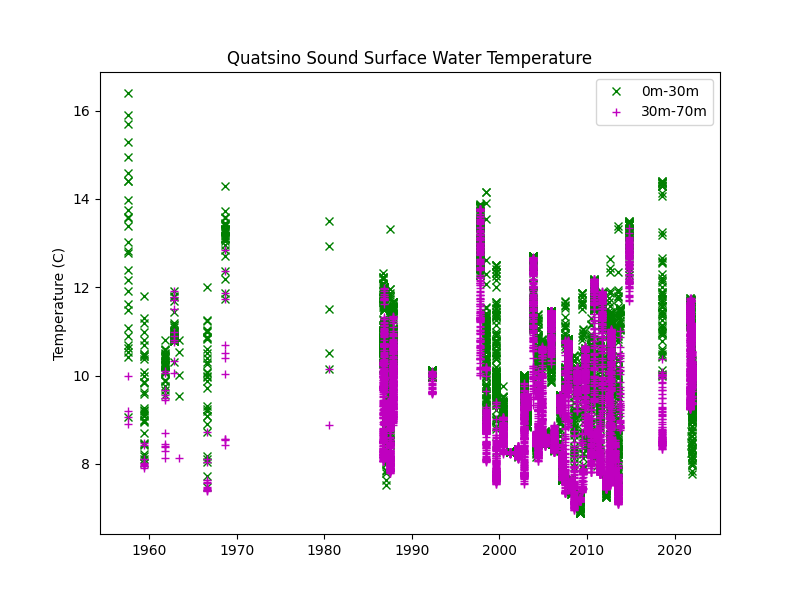 Quatsino Sound Surface Water Temperature
0m-30m
30m-70m
Temperature (C)
16
14
12
10
8
1960 1970 1980 1990 2000 2010 2020